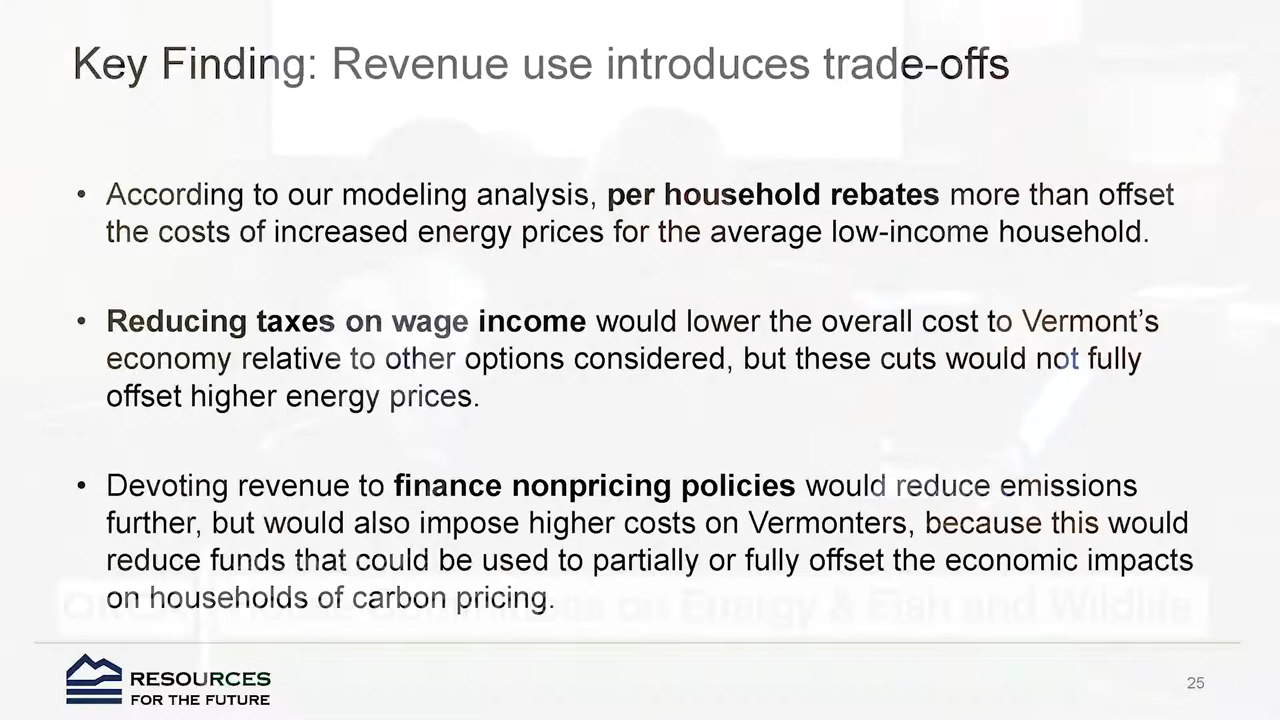 Key Finding: Revenue use introduces trade-offs
• According to our modeling analysis, per household rebates more than offset
the costs of increased energy prices for the average low-income household.
• Reducing taxes on wage income would lower the overall cost to Vermont's
economy relative to other options considered, but these cuts would not fully
offset higher energy prices.
• Devoting revenue to finance nonpricing policies would reduce emissions
further, but would also impose higher costs on Vermonters, because this would
reduce funds that could be used to partially or fully offset the economic impacts
on households of carbon pricing.
on Energy & Fish and Wildlife
RESOURCES
FOR THE FUTURE
25